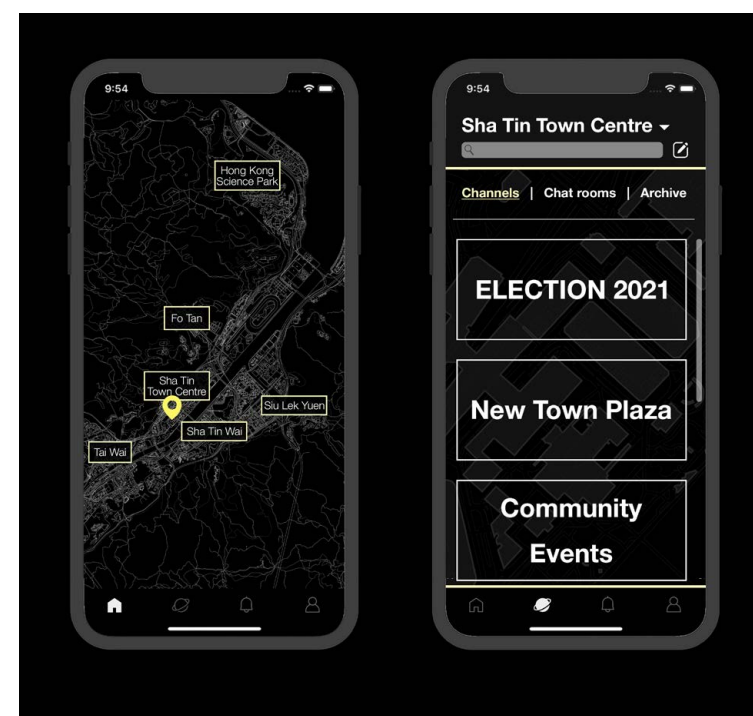 9:54
Hong Kong
Science Park
Fo Tan
Sha Tin
Town Centre
Siu Lek Yuen
Sha Tin Wai
Tai Wai
9:54
Sha Tin Town Centre
Channels | Chat rooms | Archive
ELECTION 2021
New Town Plaza
Community
Events